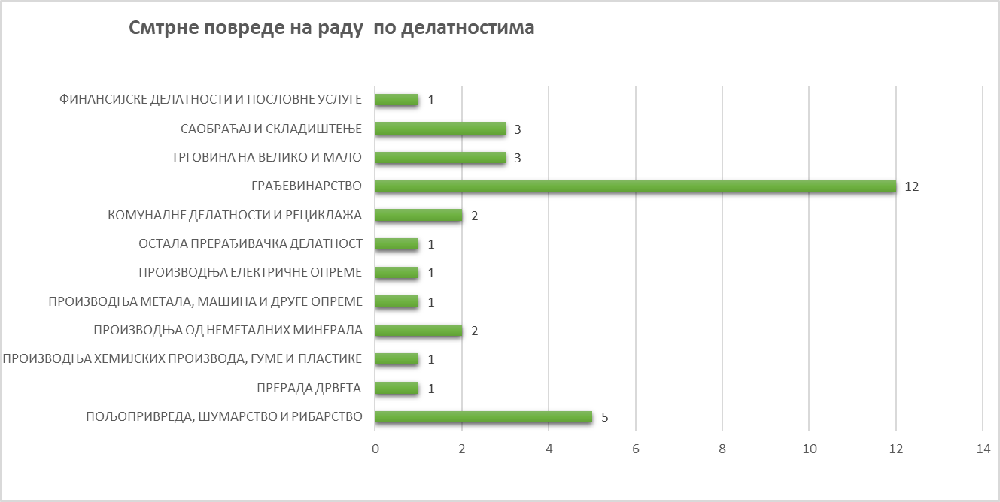 Смтрне повреде на раду  по делатностима
ФИНАНСИЈСКЕ ДЕЛАТНОСТИ И ПОСЛОВНЕ УСЛУГЕ 1
САОБРАЋАЈ И СКЛАДИШТЕЊЕ 3
ТРГОВИНА НА ВЕЛИКО И МАЛО 3
ГРАЂЕВИНАРСТВО 12
КОМУНАЛНЕ ДЕЛАТНОСТИ И РЕЦИКЛАЖА 2
ОСТАЛА ПРЕРАЂИВАЧКА ДЕЛАТНОСТ 1
ПРОИЗВОДЊА ЕЛЕКТРИЧНЕ ОПРЕМЕ 1
ПРОИЗВОДЊА МЕТАЛА, МАШИНА И ДРУГЕ ОПРЕМЕ 1
ПРОИЗВОДЊА ОД НЕМЕТАЛНИХ МИНЕРАЛА 2
ПРОИЗВОДЊА ХЕМИЈСКИХ ПРОИЗВОДА, ГУМЕ И ПЛАСТИКЕ 1
ПРЕРАДА ДРВЕТА 1
ПОЉОПРИВРЕДА, ШУМАРСТВО И РИБАРСТВО 5
0 2 4 6 8 10 12 14